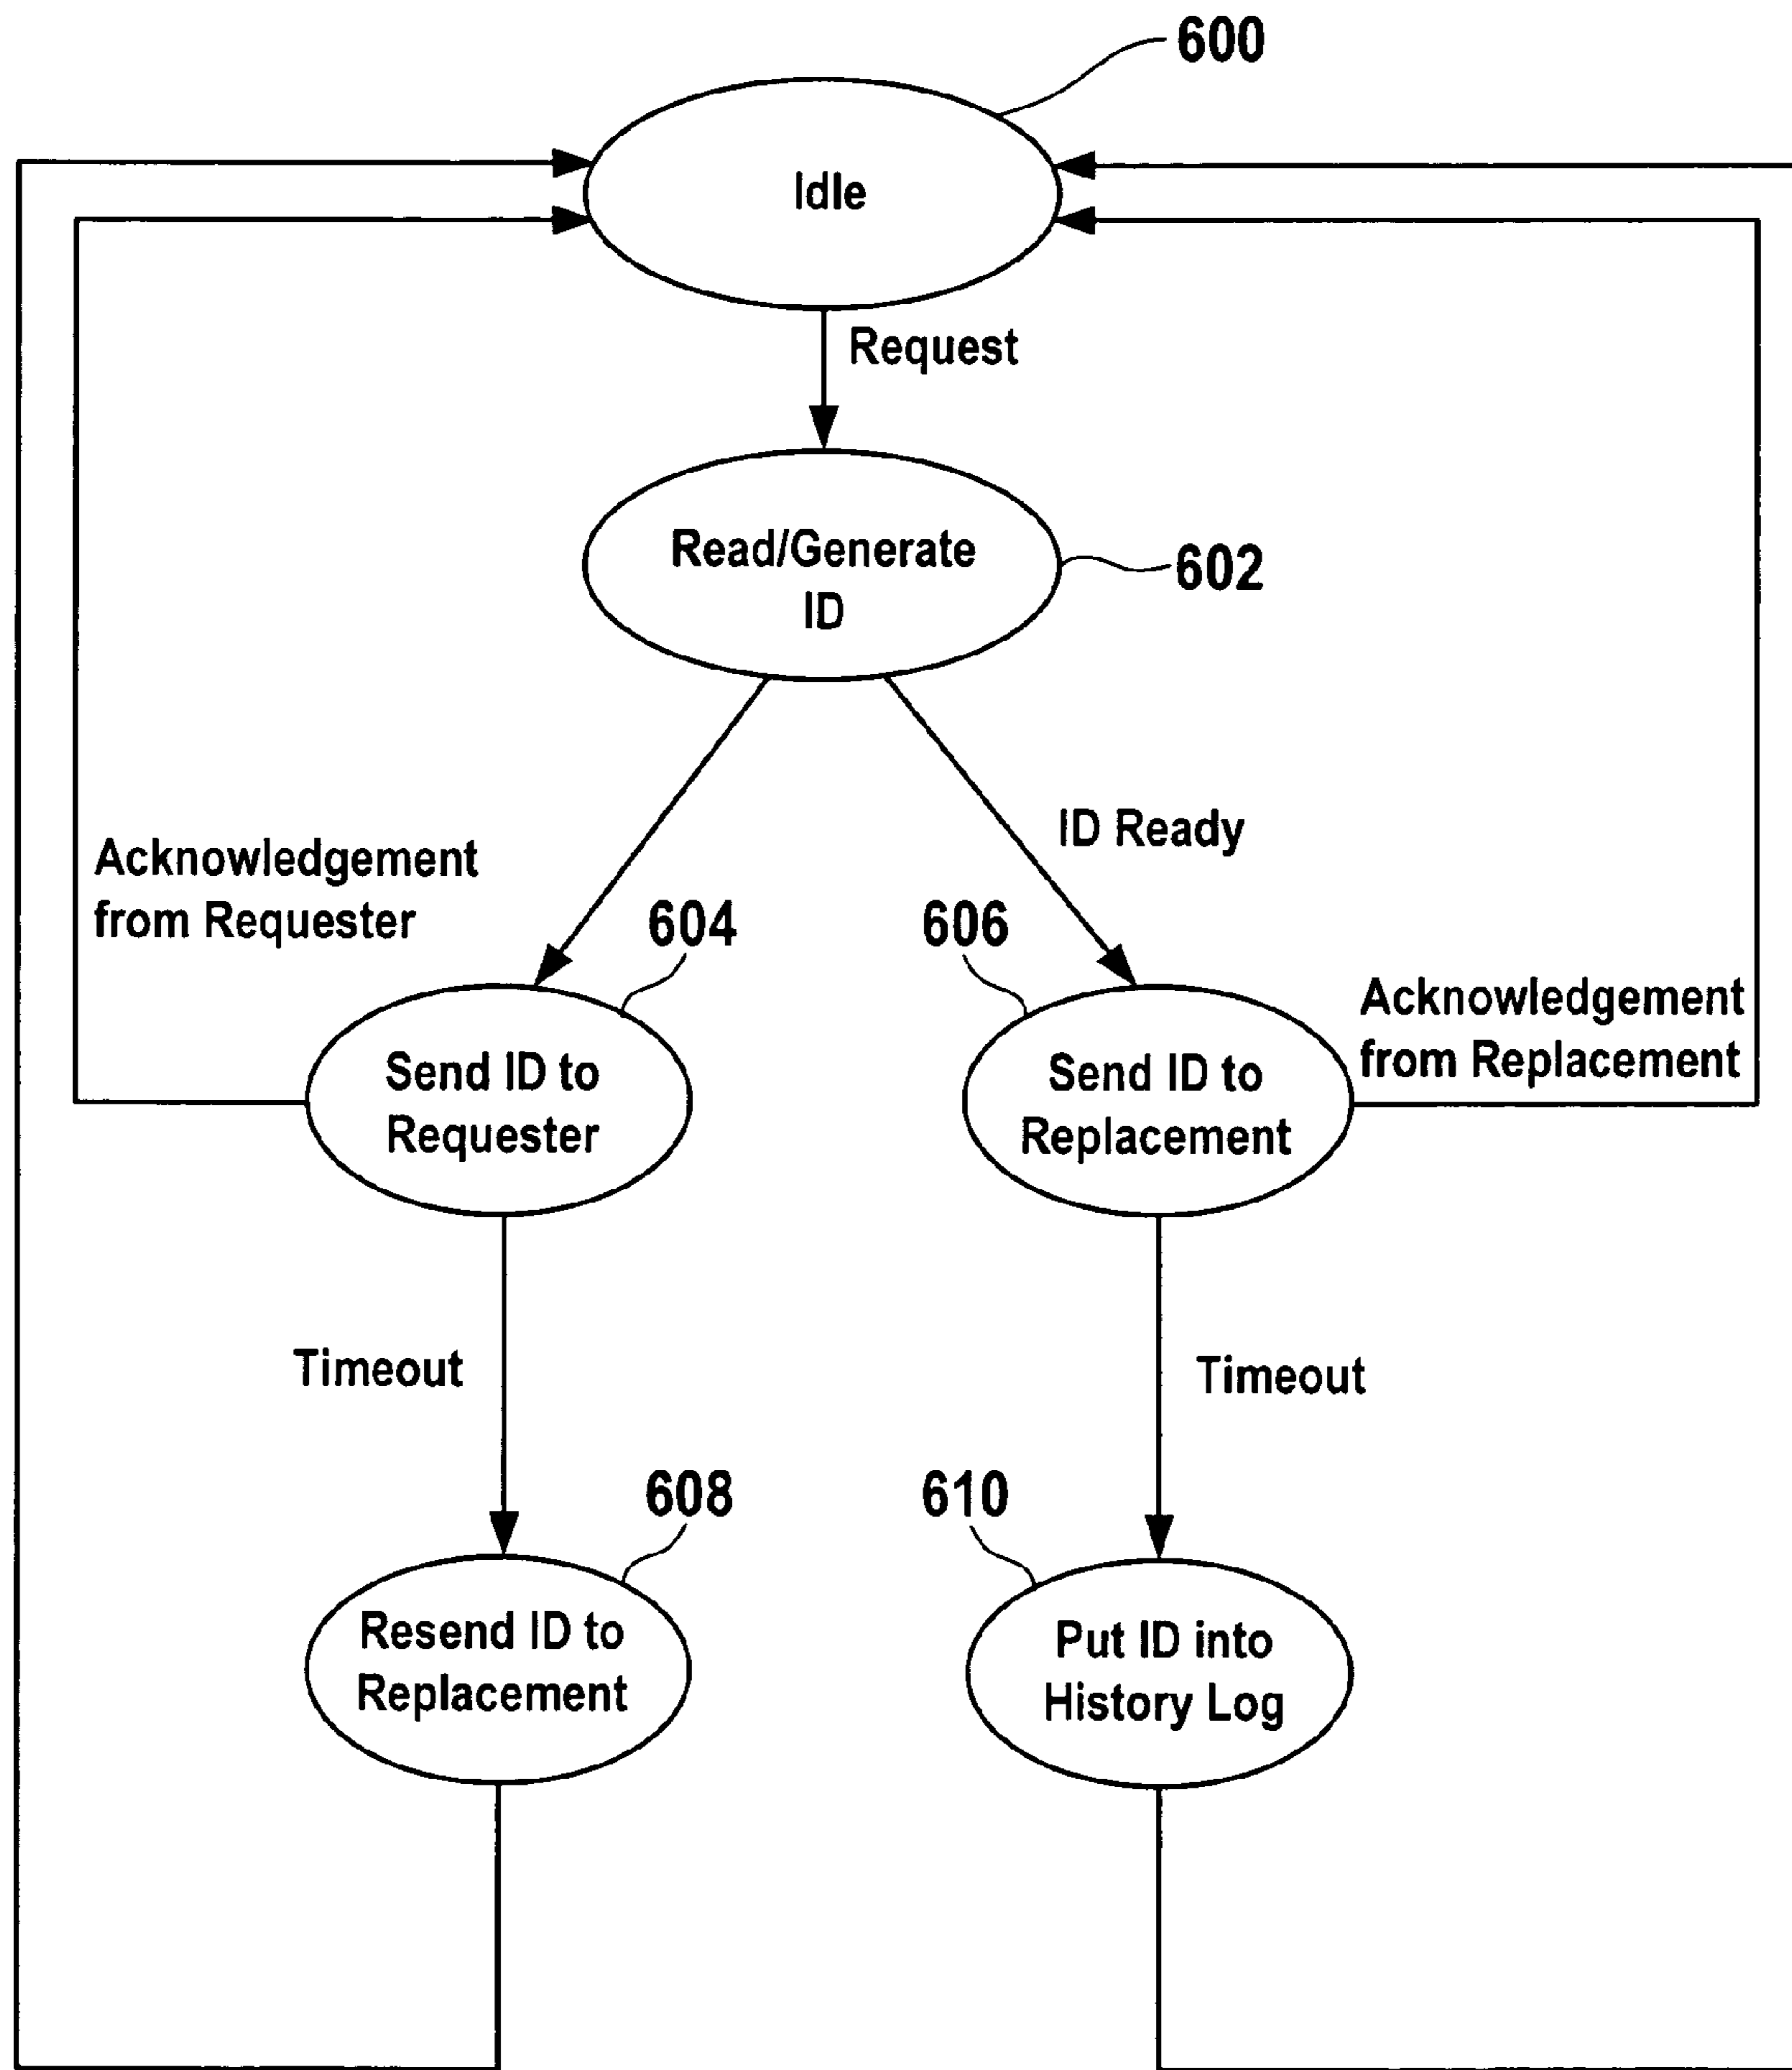 600
Idle
Request
Read/Generate
ID
602
ID Ready
Acknowledgement
from Requester
604
606
Acknowledgement
from Replacement
Send ID to
Requester
Send ID to
Replacement
Timeout
Timeout
608
610
Resend ID to
Replacement
Put ID into
History Log